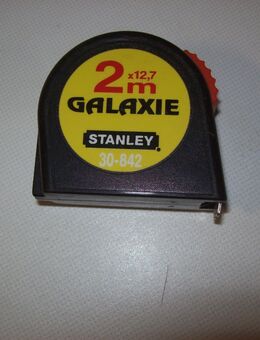 2m x12,7
GALAXIE
STANLEY
30-842